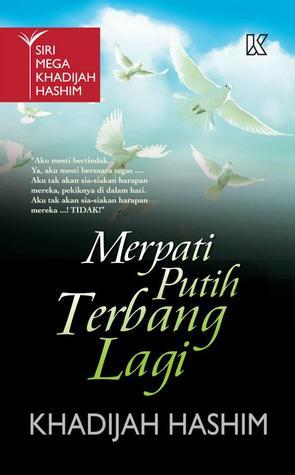 SIRI
MEGA
KHADIJAH
HASHIM
K
"Aku mesti bertindak..
Ya, aku mesti bersuara tegas ....
Aku tak akan sia-siakan harapan
mereka, pekiknya di dalam hati.
Aku tak akan sia-siakan harapan
mereka ...! TIDAK!"
Merpati
Putih
Terbang
Lagi
KHADIJAH HASHIM